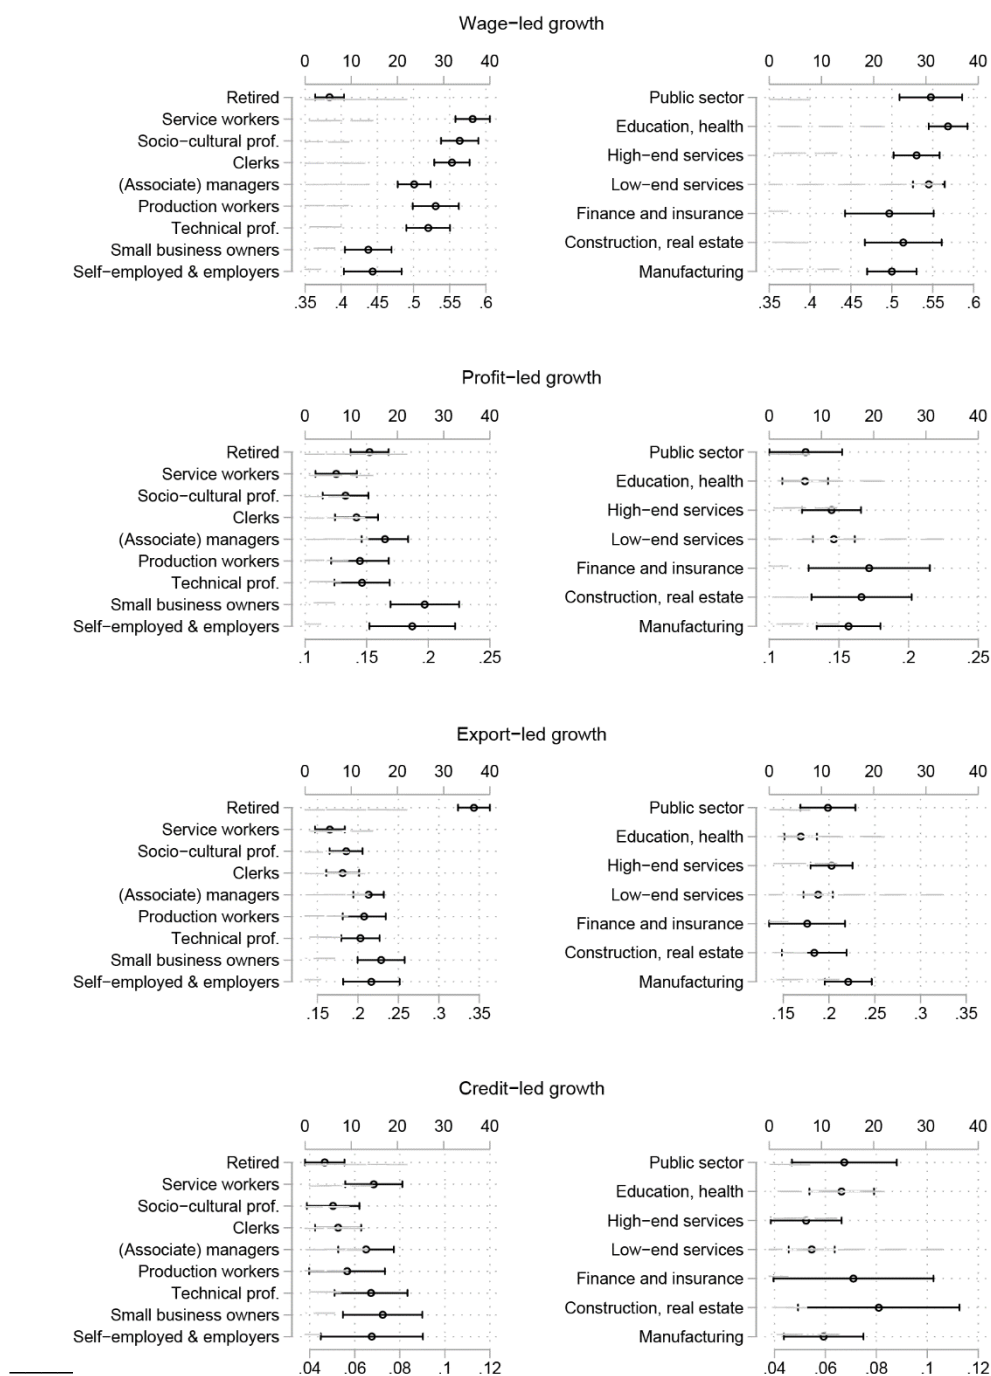 Wage-led growth
0 10 20 30 40
Retired
Service workers
Socio-cultural prof.
Clerks
(Associate) managers
Production workers
Technical prof.
Small business owners
Self-employed & employers
.35 .4 .45 .5 .55 .6
0 10 20 30 40
Public sector
Education, health
High-end services
Low-end services
Finance and insurance
Construction, real estate
Manufacturing
.35 .4 .45 .5 .55 .6
Profit-led growth
0 10 20 30 40
Retired
Service workers
Socio-cultural prof.
Clerks
(Associate) managers
Production workers
Technical prof.
Small business owners
Self-employed & employers
.1 .15 .2 .25
0 10 20 30 40
Public sector
Education, health
High-end services
Low-end services
Finance and insurance
Construction, real estate
Manufacturing
.1 .15 .2 .25
Export-led growth
0 10 20 30 40
Retired
Service workers
Socio-cultural prof.
Clerks
(Associate) managers
Production workers
Technical prof.
Small business owners
Self-employed & employers
.15 .2 .25 .3 .35
0 10 20 30 40
Public sector
Education, health
High-end services
Low-end services
Finance and insurance
Construction, real estate
Manufacturing
.15 .2 .25 .3 .35
Credit-led growth
0 10 20 30 40
Retired
Service workers
Socio-cultural prof.
Clerks
(Associate) managers
Production workers
Technical prof.
Small business owners
Self-employed & employers
.04 .06 .08 .1 .12
0 10 20 30 40
Public sector
Education, health
High-end services
Low-end services
Finance and insurance
Construction, real estate
Manufacturing
.04 .06 .08 .1 .12